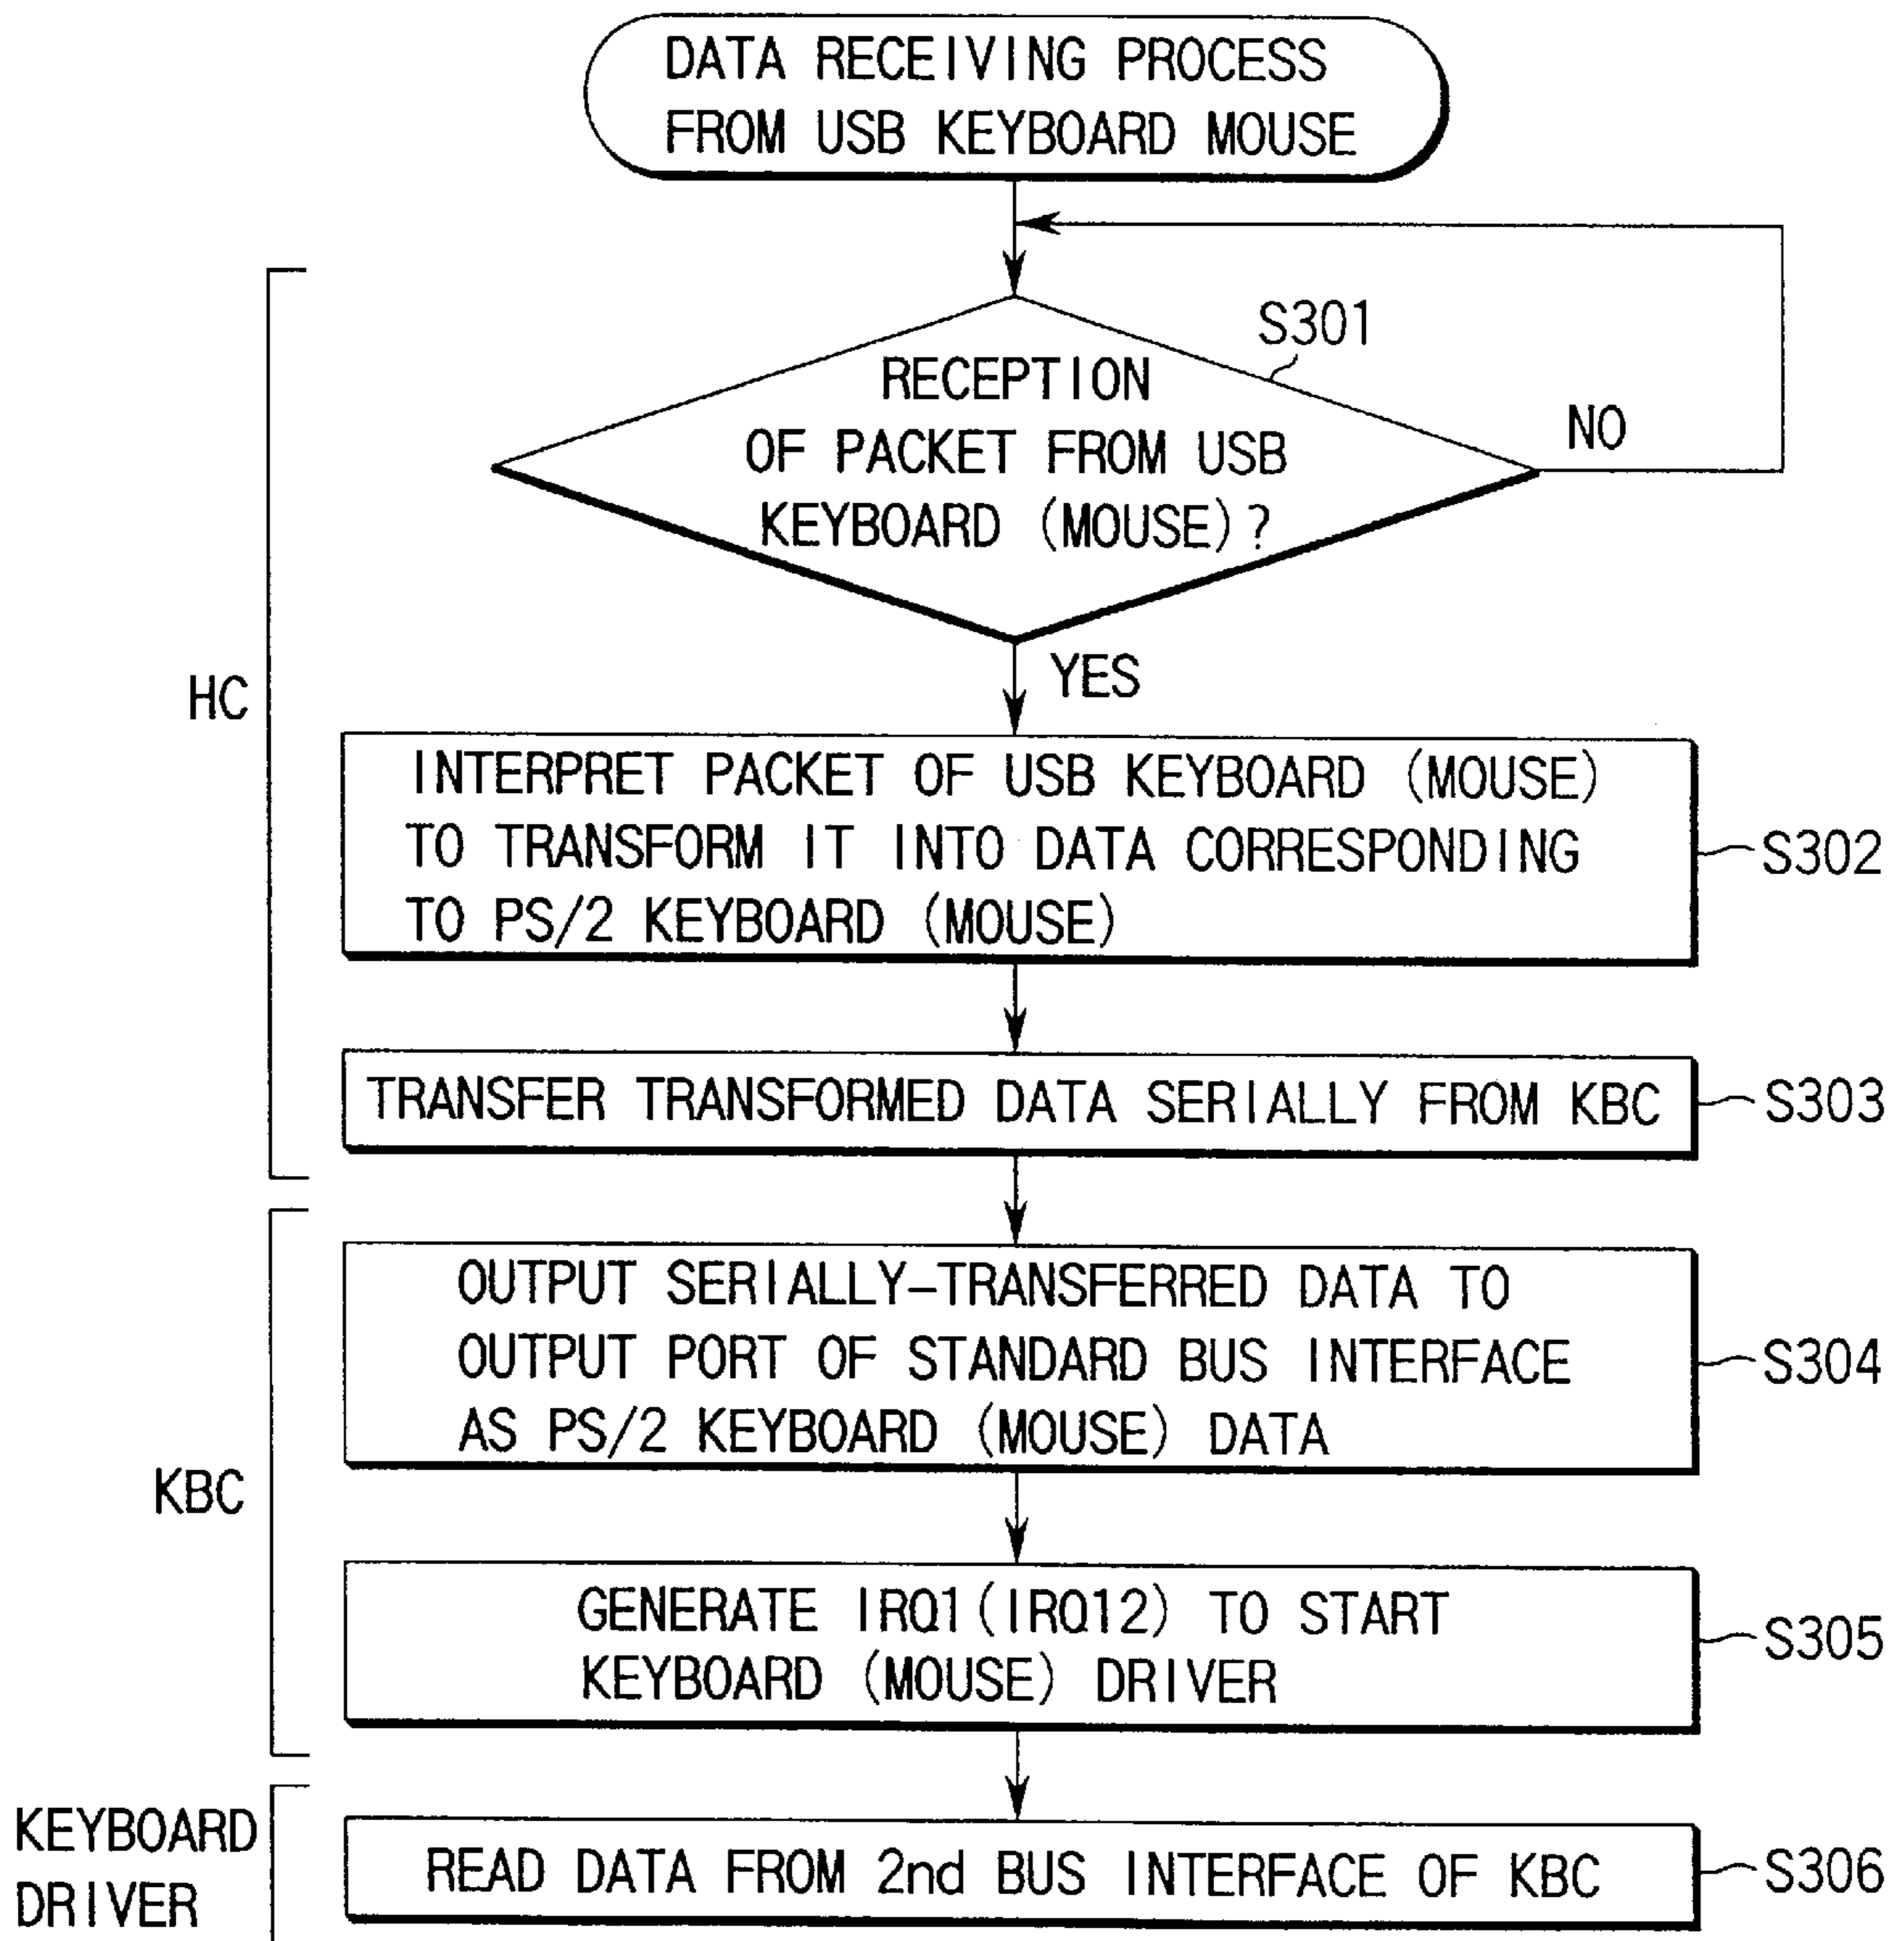 DATA RECEIVING PROCESS
FROM USB KEYBOARD MOUSE
S301
RECEPTION
OF PACKET FROM USB
KEYBOARD (MOUSE)?
NO
YES
HC
INTERPRET PACKET OF USB KEYBOARD (MOUSE)
TO TRANSFORM IT INTO DATA CORRESPONDING
TO PS/2 KEYBOARD (MOUSE)
S302
TRANSFER TRANSFORMED DATA SERIALLY FROM KBC
S303
OUTPUT SERIALLY-TRANSFERRED DATA TO
OUTPUT PORT OF STANDARD BUS INTERFACE
AS PS/2 KEYBOARD (MOUSE) DATA
S304
KBC
GENERATE IRQ1(IRQ12) TO START
KEYBOARD (MOUSE) DRIVER
S305
KEYBOARD
DRIVER
READ DATA FROM 2nd BUS INTERFACE OF KBC
S306